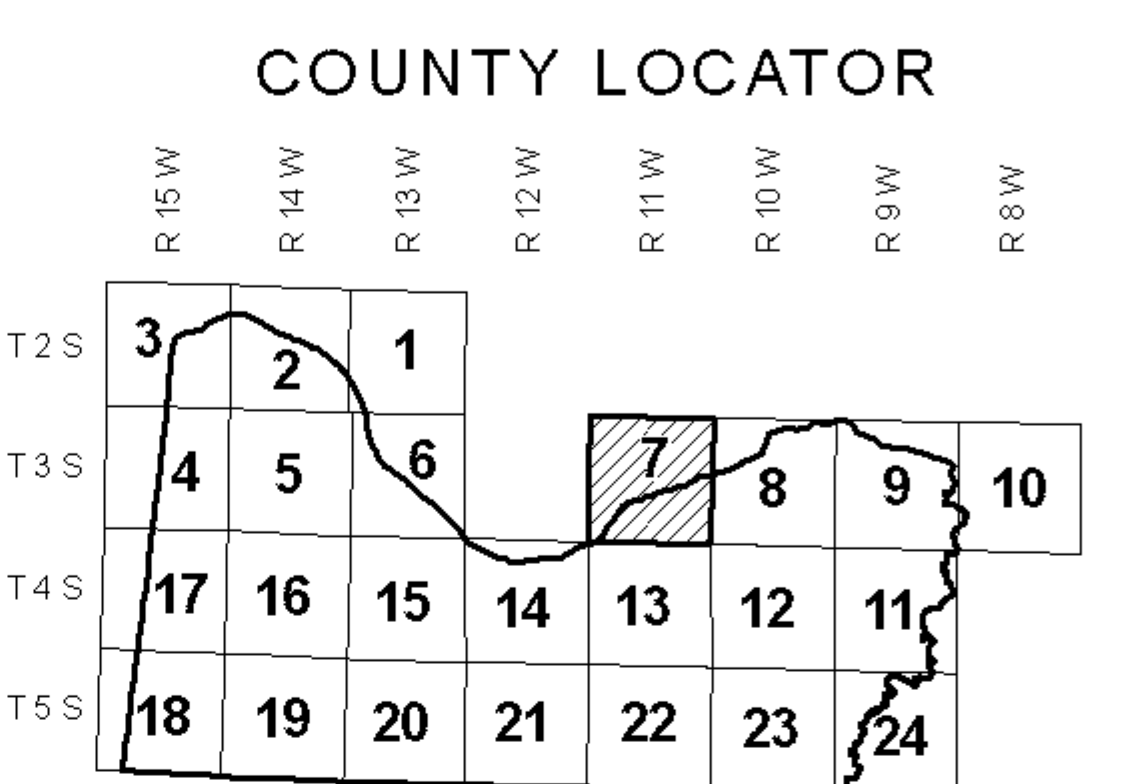 COUNTY LOCATOR
R 15 W R 14 W R 13 W R 12 W R 11 W R 10 W R 9 W R 8 W
T 2 S 3 2 1
T 3 S 4 5 6 7 8 9 10
T 4 S 17 16 15 14 13 12 11
T 5 S 18 19 20 21 22 23 24